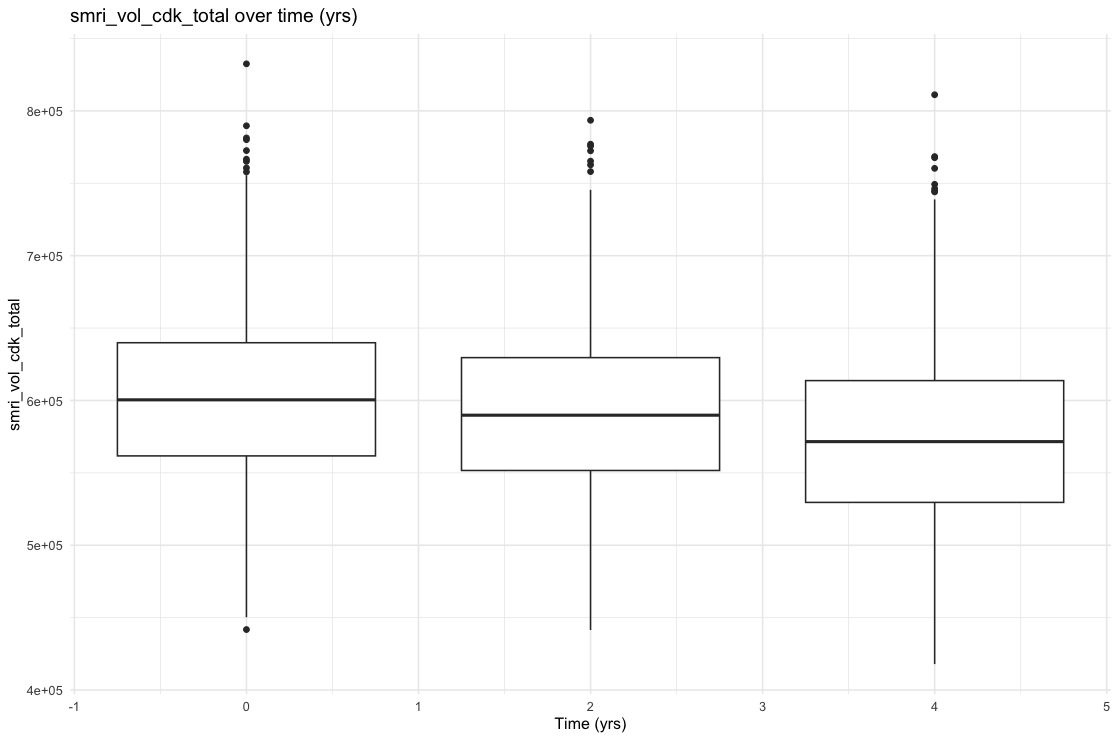 smri_vol_cdk_total over time (yrs)
smri_vol_cdk_total
8e+05
7e+05
6e+05
5e+05
4e+05
-1
0
1
2
3
4
5
Time (yrs)